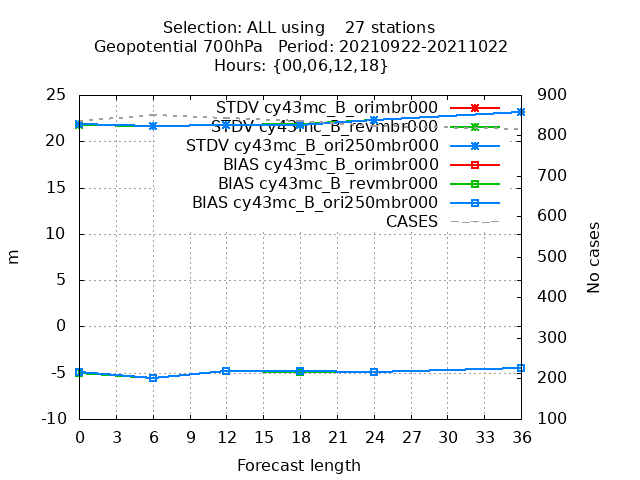 Selection: ALL using    27 stations
Geopotential 700hPa   Period: 20210922-20211022
Hours: {00,06,12,18}
25 900
STDV cy43mc_B_orimbr000
STDV cy43mc_B_revmbr000
20 800
STDV cy43mc_B_ori250mbr000
BIAS cy43mc_B_orimbr000
700
BIAS cy43mc_B_revmbr000
15
BIAS cy43mc_B_ori250mbr000
600
CASES
10
m
No cases
500
5
400
0
300
-5
200
-10 100
0 3 6 9 12 15 18 21 24 27 30 33 36
Forecast length